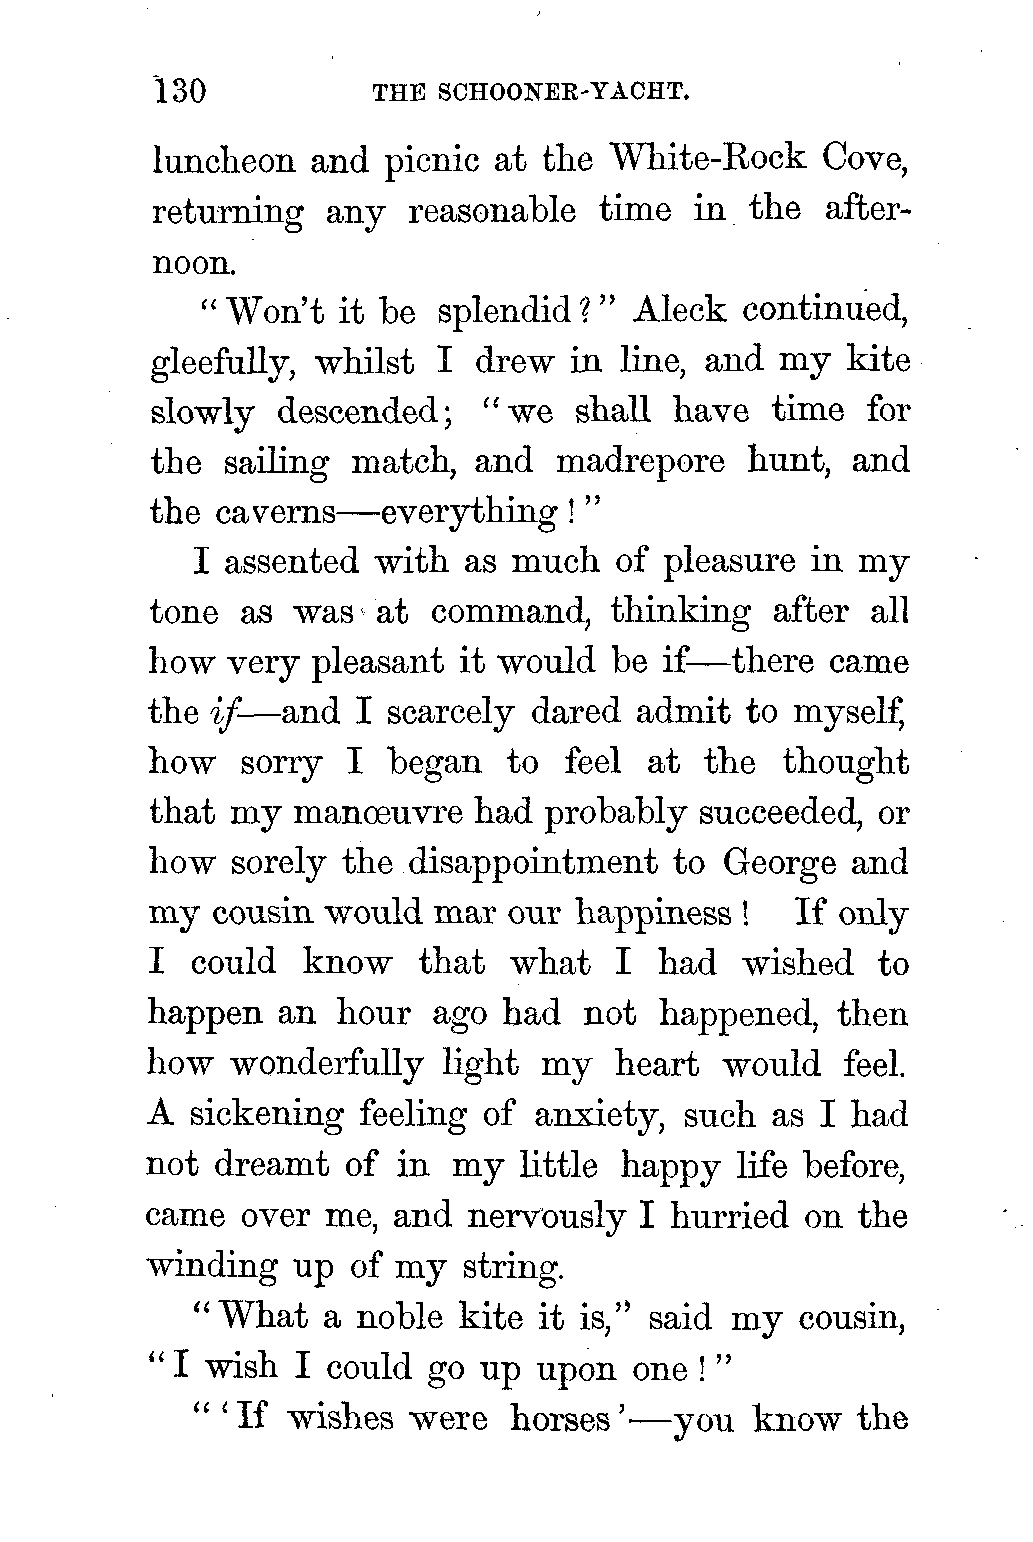 130 THE SCHOONER-YACHT.
luncheon and picnic at the White-Rock Cove,
returning any reasonable time in the after-
noon.
"Won't it be splendid?" Aleck continued,
gleefully, whilst I drew in line, and my kite
slowly descended; "we shall have time for
the sailing match, and madrepore hunt, and
the caverns—everything!"
I assented with as much of pleasure in my
tone as was at command, thinking after all
how very pleasant it would be if—there came
the if—and I scarcely dared admit to myself,
how sorry I began to feel at the thought
that my manœuvre had probably succeeded, or
how sorely the disappointment to George and
my cousin would mar our happiness! If only
I could know that what I had wished to
happen an hour ago had not happened, then
how wonderfully light my heart would feel.
A sickening feeling of anxiety, such as I had
not dreamt of in my little happy life before,
came over me, and nervously I hurried on the
winding up of my string.
"What a noble kite it is," said my cousin,
"I wish I could go up upon one!"
"'If wishes were horses'—you know the